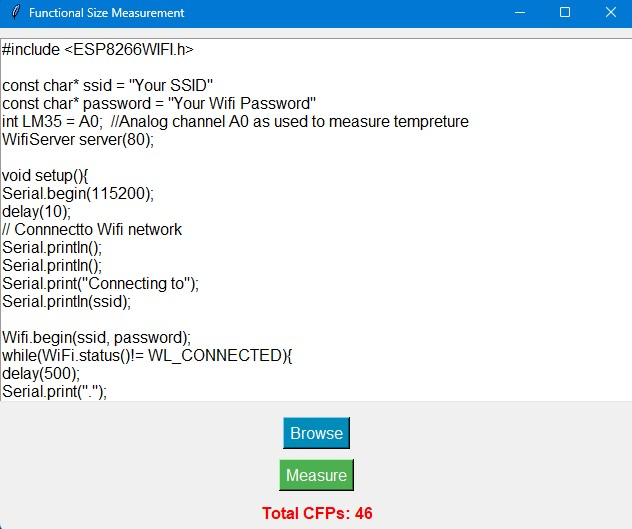 Functional Size Measurement
#include <ESP8266WIFI.h>
const char* ssid = "Your SSID"
const char* password = "Your Wifi Password"
int LM35 = A0;  //Analog channel A0 as used to measure tempreture
WifiServer server(80);
void setup(){
Serial.begin(115200);
delay(10);
// Connnectto Wifi network
Serial.println();
Serial.println();
Serial.print("Connecting to");
Serial.println(ssid);
Wifi.begin(ssid, password);
while(WiFi.status()!= WL_CONNECTED){
delay(500);
Serial.print(".");
Browse
Measure
Total CFPs: 46